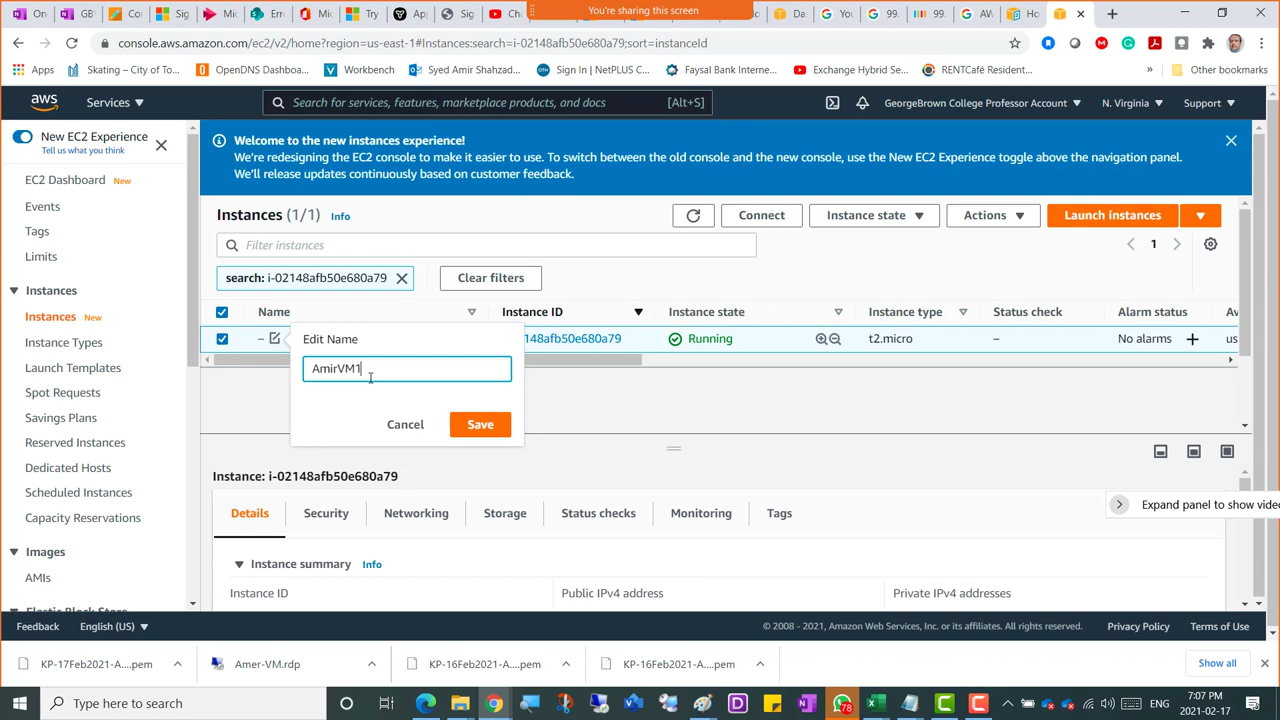 You're sharing this screen
console.aws.amazon.com/ec2/v2/home?region=us-east-1#Instances:search=i-02148afb50e680a79;sort=instanceId
Apps
Skating – City of To...
OpenDNS Dashboa...
Workbench
Syed Amir Shahzad...
Sign In | NetPLUS C...
Faysal Bank Interne...
Exchange Hybrid Se...
RENTCafé Resident...
»
Other bookmarks
aws
Services
Search for services, features, marketplace products, and docs
[Alt+S]
GeorgeBrown College Professor Account
N. Virginia
Support
New EC2 Experience
Tell us what you think
Welcome to the new instances experience!
We're redesigning the EC2 console to make it easier to use. To switch between the old console and the new console, use the New EC2 Experience toggle above the navigation panel.
We'll release updates continuously based on customer feedback.
EC2 Dashboard New
Events
Tags
Limits
Instances
Instances New
Instance Types
Launch Templates
Spot Requests
Savings Plans
Reserved Instances
Dedicated Hosts
Scheduled Instances
Capacity Reservations
Images
AMIs
Instances (1/1) Info
Connect
Instance state
Actions
Launch instances
Filter instances
1
search: i-02148afb50e680a79
Clear filters
Name
Instance ID
Instance state
Instance type
Status check
Alarm status
–
148afb50e680a79
Running
t2.micro
–
No alarms
us
Edit Name
AmirVM1
Cancel
Save
Instance: i-02148afb50e680a79
Expand panel to show video
Details
Security
Networking
Storage
Status checks
Monitoring
Tags
Instance summary Info
Instance ID
Public IPv4 address
Private IPv4 addresses
Feedback
English (US)
© 2008 - 2021, Amazon Web Services, Inc. or its affiliates. All rights reserved.
Privacy Policy
Terms of Use
KP-17Feb2021-A....pem
Amer-VM.rdp
KP-16Feb2021-A....pem
KP-16Feb2021-A....pem
Show all
Type here to search
78
ENG
7:07 PM
2021-02-17